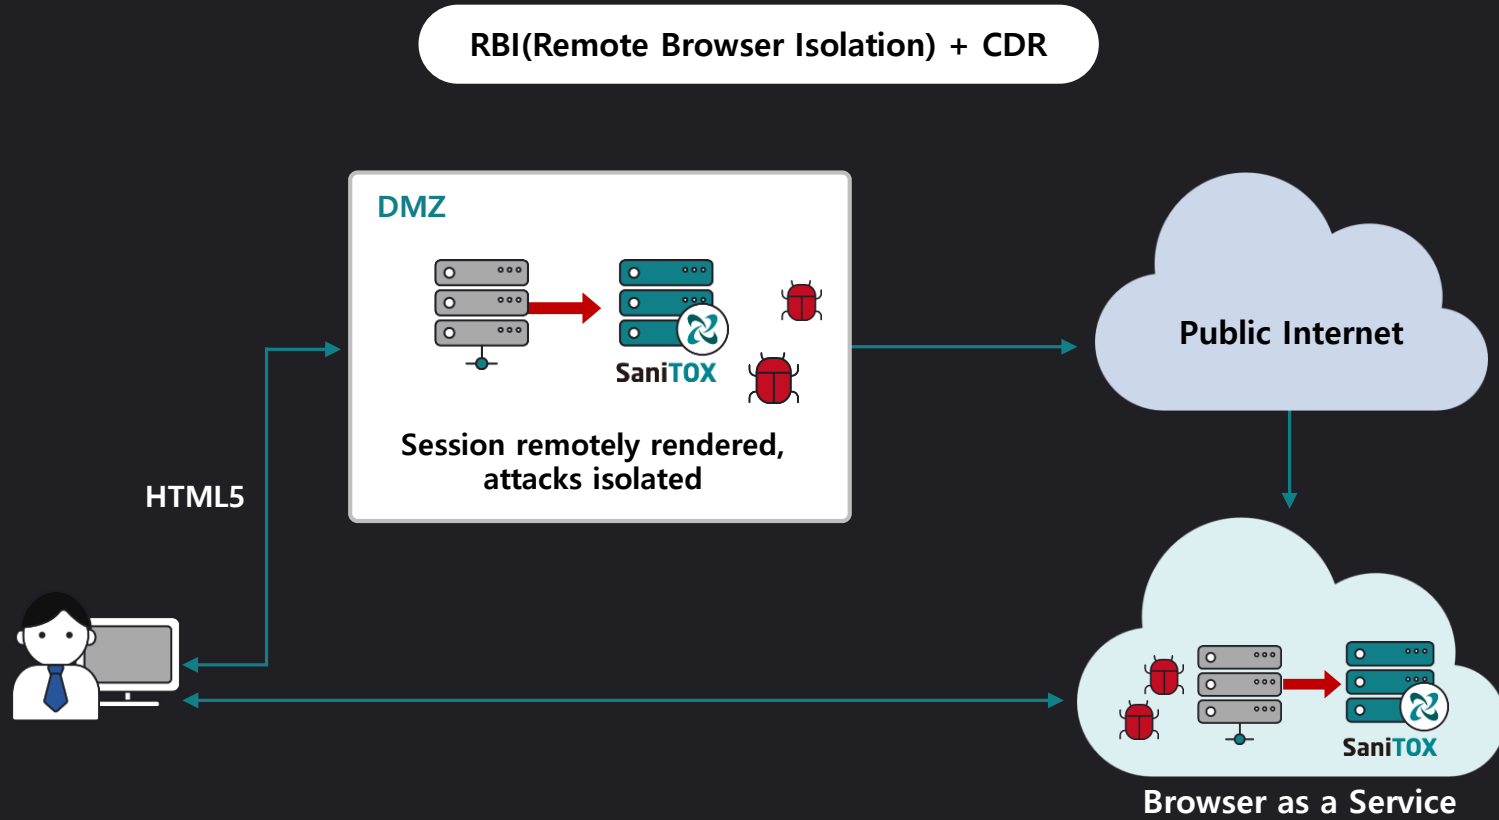 RBI(Remote Browser Isolation) + CDR
DMZ
SaniTOX
Session remotely rendered,
attacks isolated
Public Internet
HTML5
SaniTOX
Browser as a Service